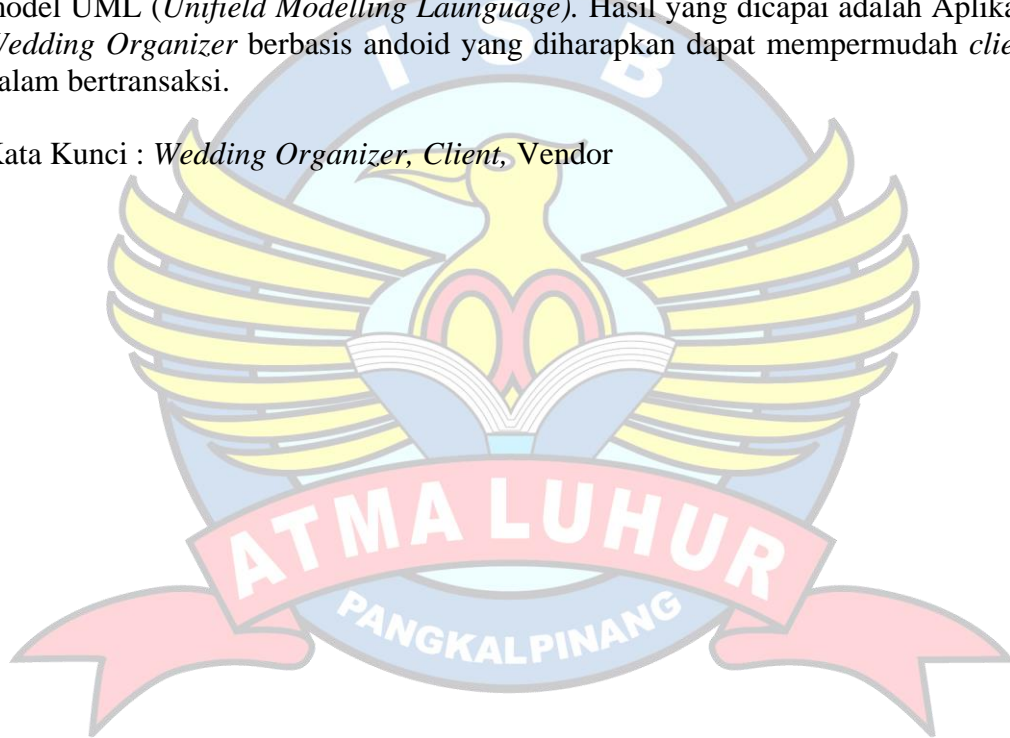 model UML (Unifield Modelling Launguage). Hasil yang dicapai adalah Aplika
Wedding Organizer berbasis andoid yang diharapkan dapat mempermudah clie
alam bertransaksi.
Kata Kunci : Wedding Organizer, Client, Vendor
I S B
ATMA LUHUR
PANGKALPINANG